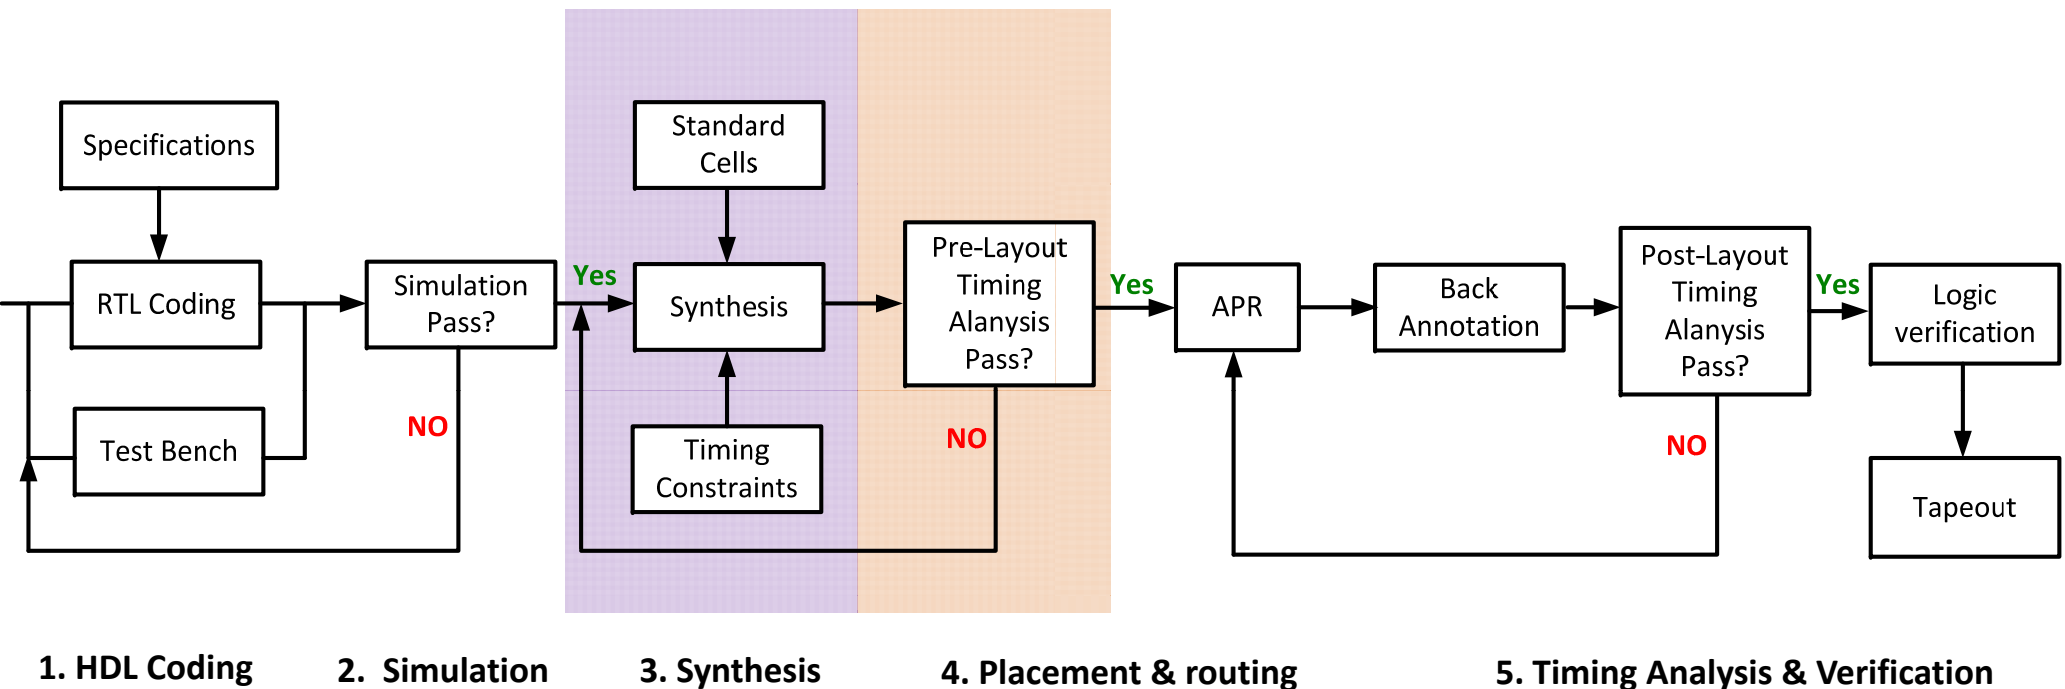 Specifications
RTL Coding
Test Bench
Simulation
Pass?
NO
Yes
Standard
Cells
Synthesis
Timing
Constraints
Pre-Layout
Timing
Alanysis
Pass?
NO
Yes
APR
Back
Annotation
Post-Layout
Timing
Alanysis
Pass?
NO
Yes
Logic
verification
Tapeout
1. HDL Coding
2. Simulation
3. Synthesis
4. Placement & routing
5. Timing Analysis & Verification